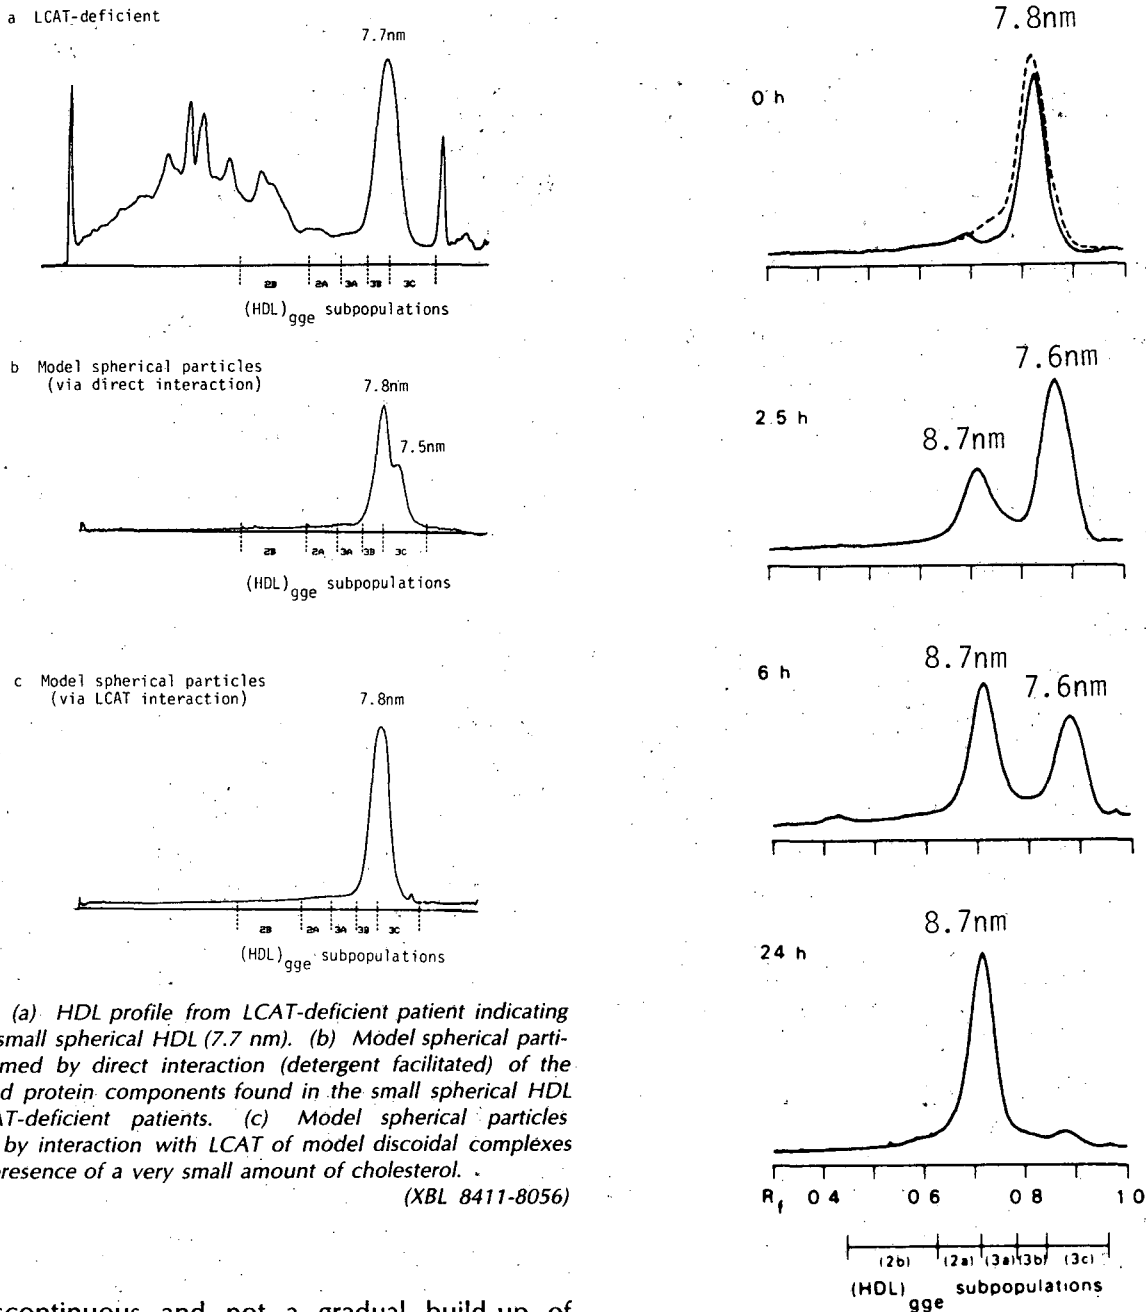 a LCAT-deficient
7.7nm
2B 2A 3A 3B 3C
(HDL)gge subpopulations
b Model spherical particles
(via direct interaction)
7.8nm
7.5nm
2B 2A 3A 3B 3C
(HDL)gge subpopulations
c Model spherical particles
(via LCAT interaction)
7.8nm
2B 2A 3A 3B 3C
(HDL)gge subpopulations
(a) HDL profile from LCAT-deficient patient indicating
small spherical HDL (7.7 nm). (b) Model spherical parti-
med by direct interaction (detergent facilitated) of the
d protein components found in the small spherical HDL
AT-deficient patients. (c) Model spherical particles
by interaction with LCAT of model discoidal complexes
presence of a very small amount of cholesterol.
(XBL 8411-8056)
scontinuous and not a gradual build-up of
7.8nm
0 h
7.6nm
2.5 h
8.7nm
8.7nm
6 h
7.6nm
8.7nm
24 h
Rf 0.4 0.6 0.8 1.0
(2b) (2a) (3a) (3b) (3c)
(HDL)gge subpopulations